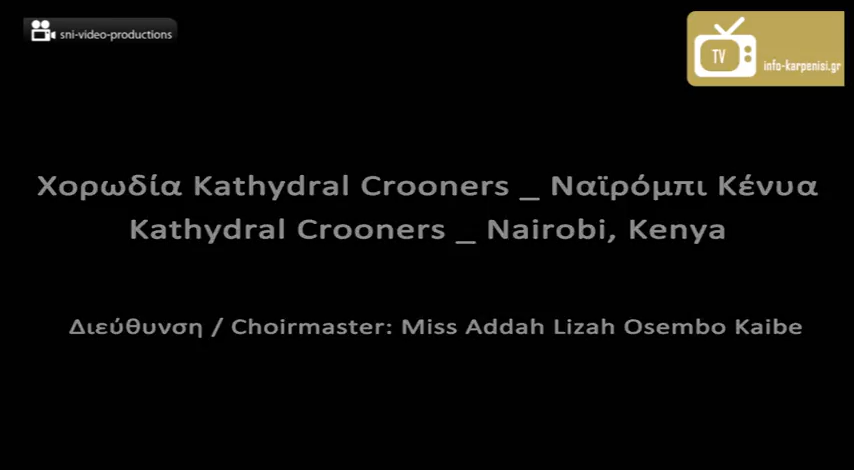 sni-video-productions
TV
info-karpenisi.gr
Χορωδία Kathydral Crooners _ Ναϊρόμπι Κένυα
Kathydral Crooners _ Nairobi, Kenya
Διεύθυνση / Choirmaster: Miss Addah Lizah Osembo Kaibe